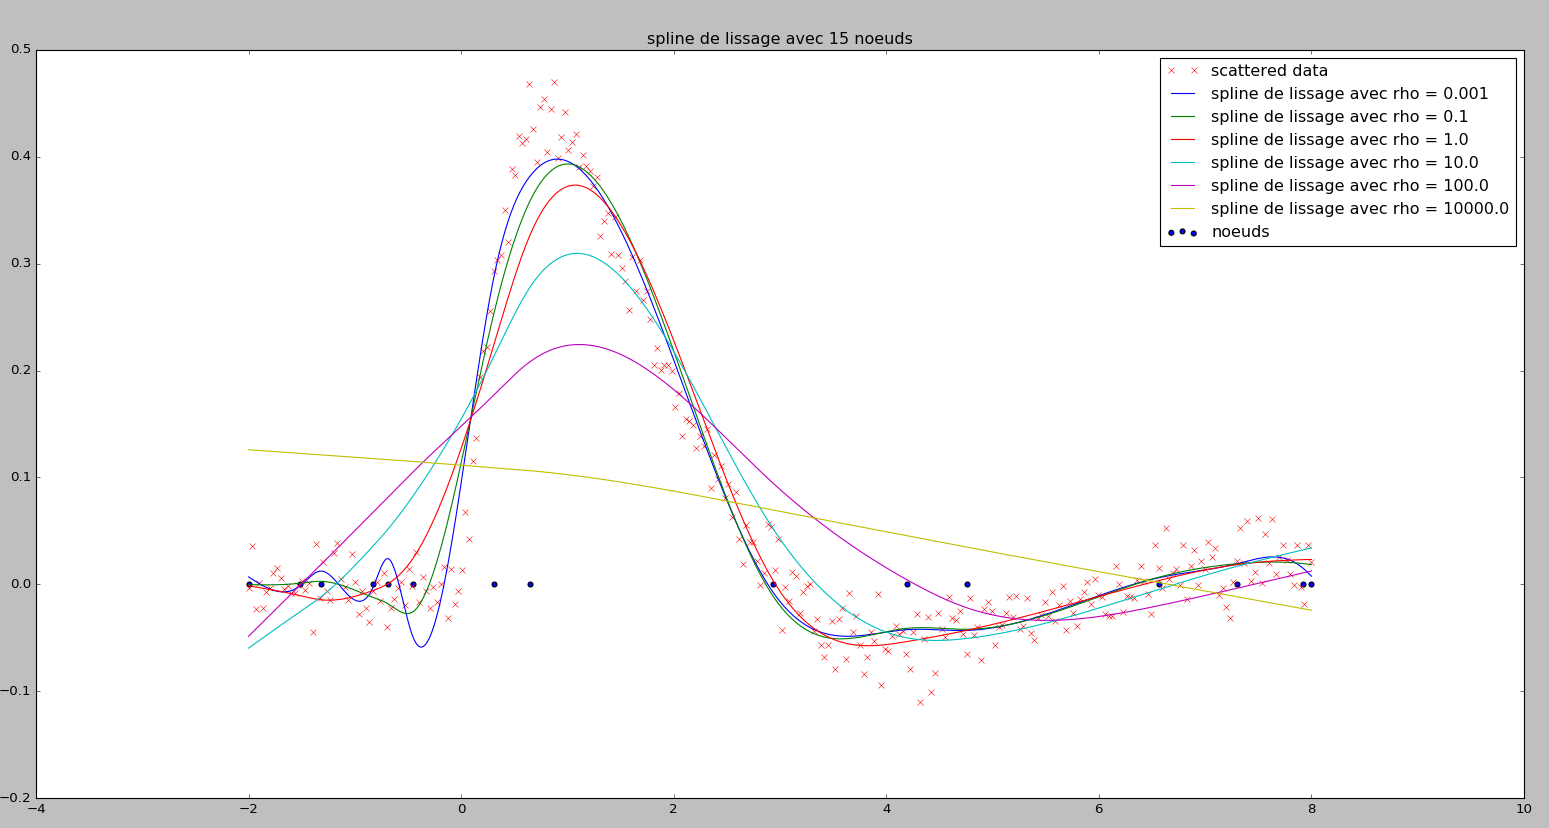 spline de lissage avec 15 noeuds
0.5
0.4
0.3
0.2
0.1
0.0
−0.1
−0.2
−4
−2
0
2
4
6
8
10
scattered data
spline de lissage avec rho = 0.001
spline de lissage avec rho = 0.1
spline de lissage avec rho = 1.0
spline de lissage avec rho = 10.0
spline de lissage avec rho = 100.0
spline de lissage avec rho = 10000.0
noeuds